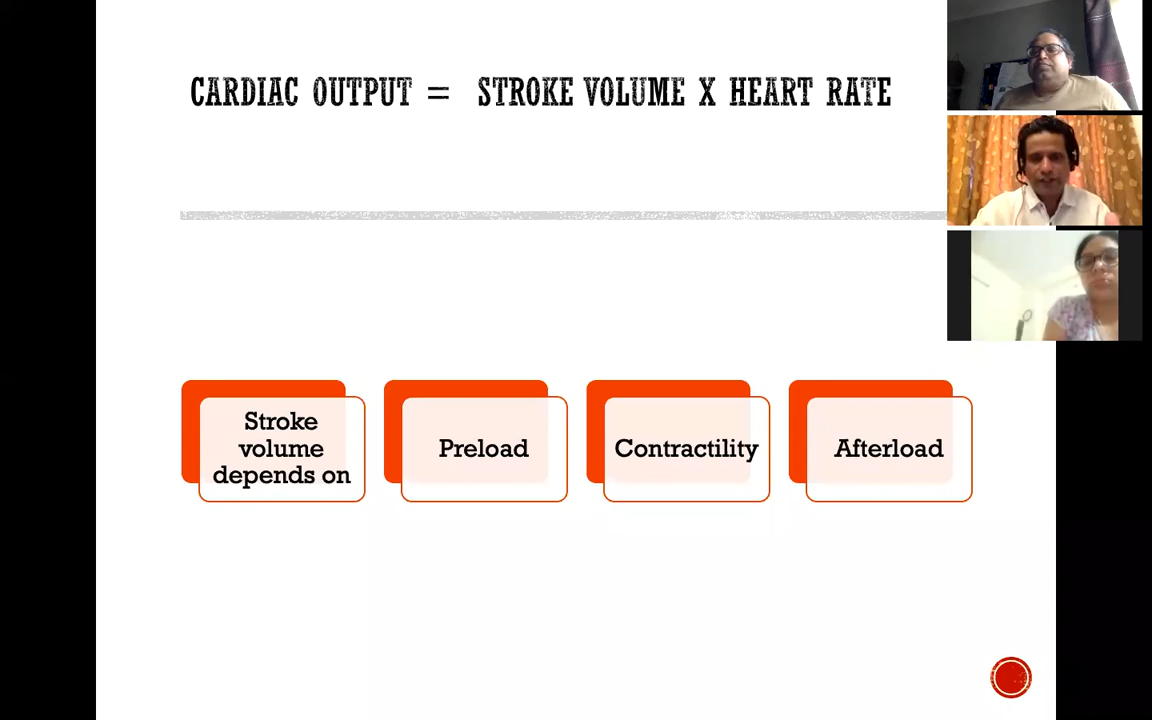 CARDIAC OUTPUT = STROKE VOLUME X HEART RATE
Stroke
volume
depends on
Preload
Contractility
Afterload